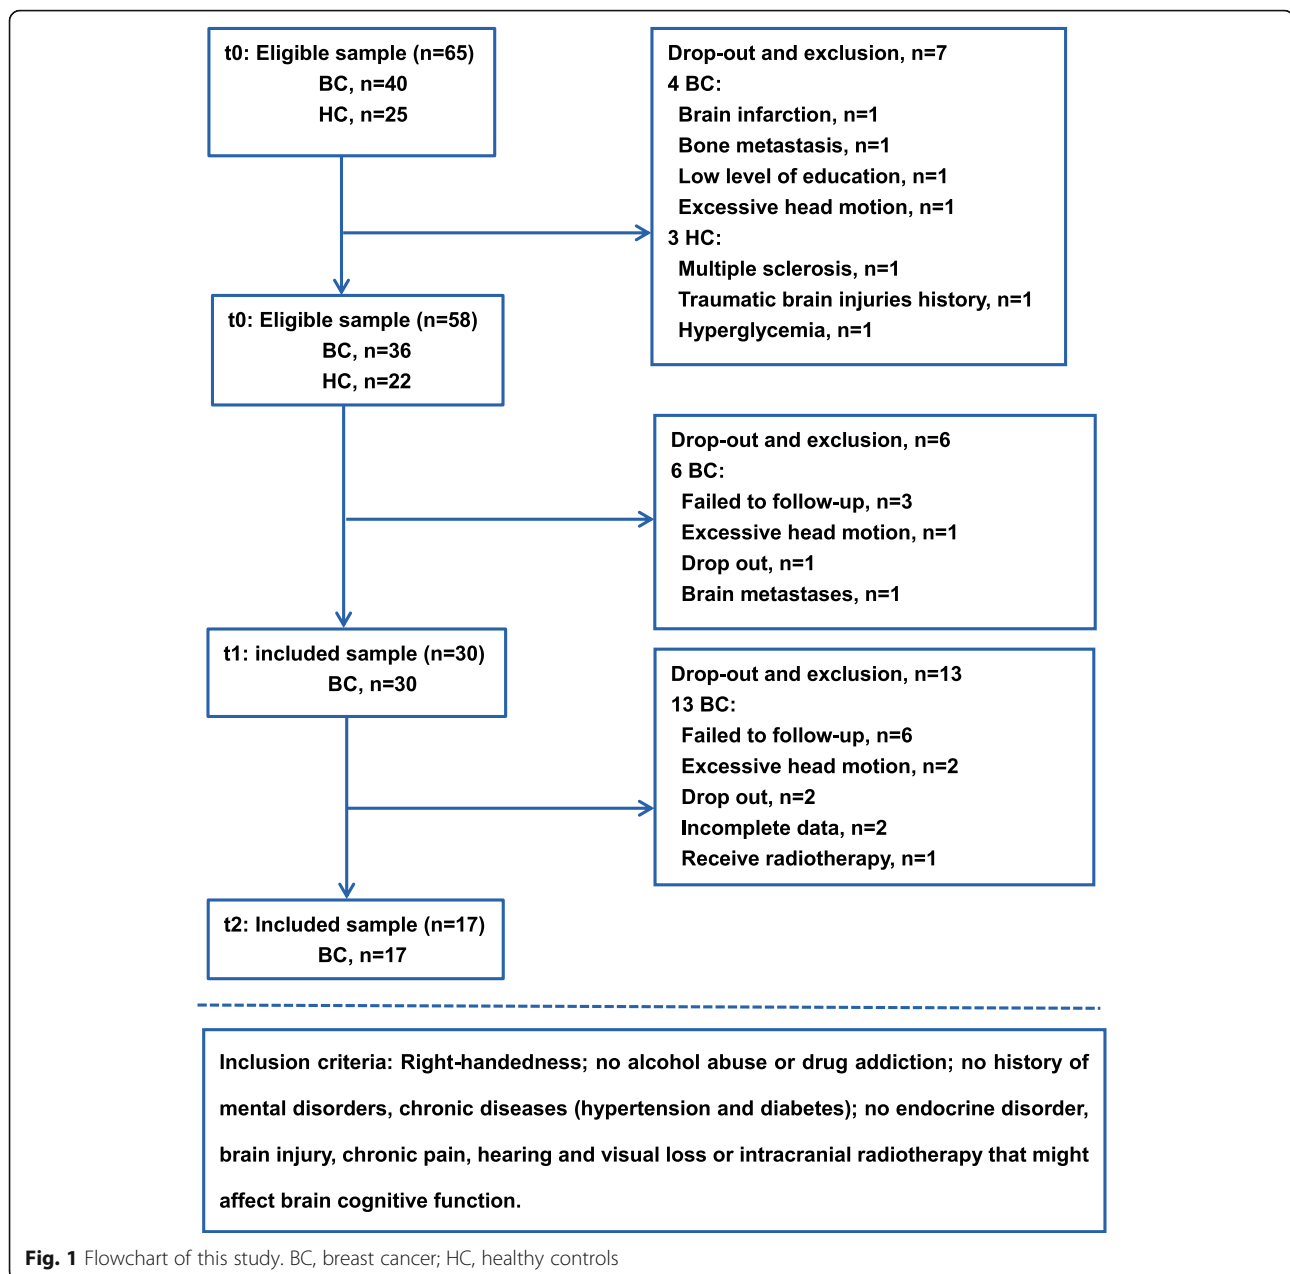 t0: Eligible sample (n=65)
BC, n=40
HC, n=25
Drop-out and exclusion, n=7
4 BC:
Brain infarction, n=1
Bone metastasis, n=1
Low level of education, n=1
Excessive head motion, n=1
3 HC:
Multiple sclerosis, n=1
Traumatic brain injuries history, n=1
Hyperglycemia, n=1
t0: Eligible sample (n=58)
BC, n=36
HC, n=22
Drop-out and exclusion, n=6
6 BC:
Failed to follow-up, n=3
Excessive head motion, n=1
Drop out, n=1
Brain metastases, n=1
t1: included sample (n=30)
BC, n=30
Drop-out and exclusion, n=13
13 BC:
Failed to follow-up, n=6
Excessive head motion, n=2
Drop out, n=2
Incomplete data, n=2
Receive radiotherapy, n=1
t2: Included sample (n=17)
BC, n=17
Inclusion criteria: Right-handedness; no alcohol abuse or drug addiction; no history of
mental disorders, chronic diseases (hypertension and diabetes); no endocrine disorder,
brain injury, chronic pain, hearing and visual loss or intracranial radiotherapy that might
affect brain cognitive function.
Fig. 1 Flowchart of this study. BC, breast cancer; HC, healthy controls